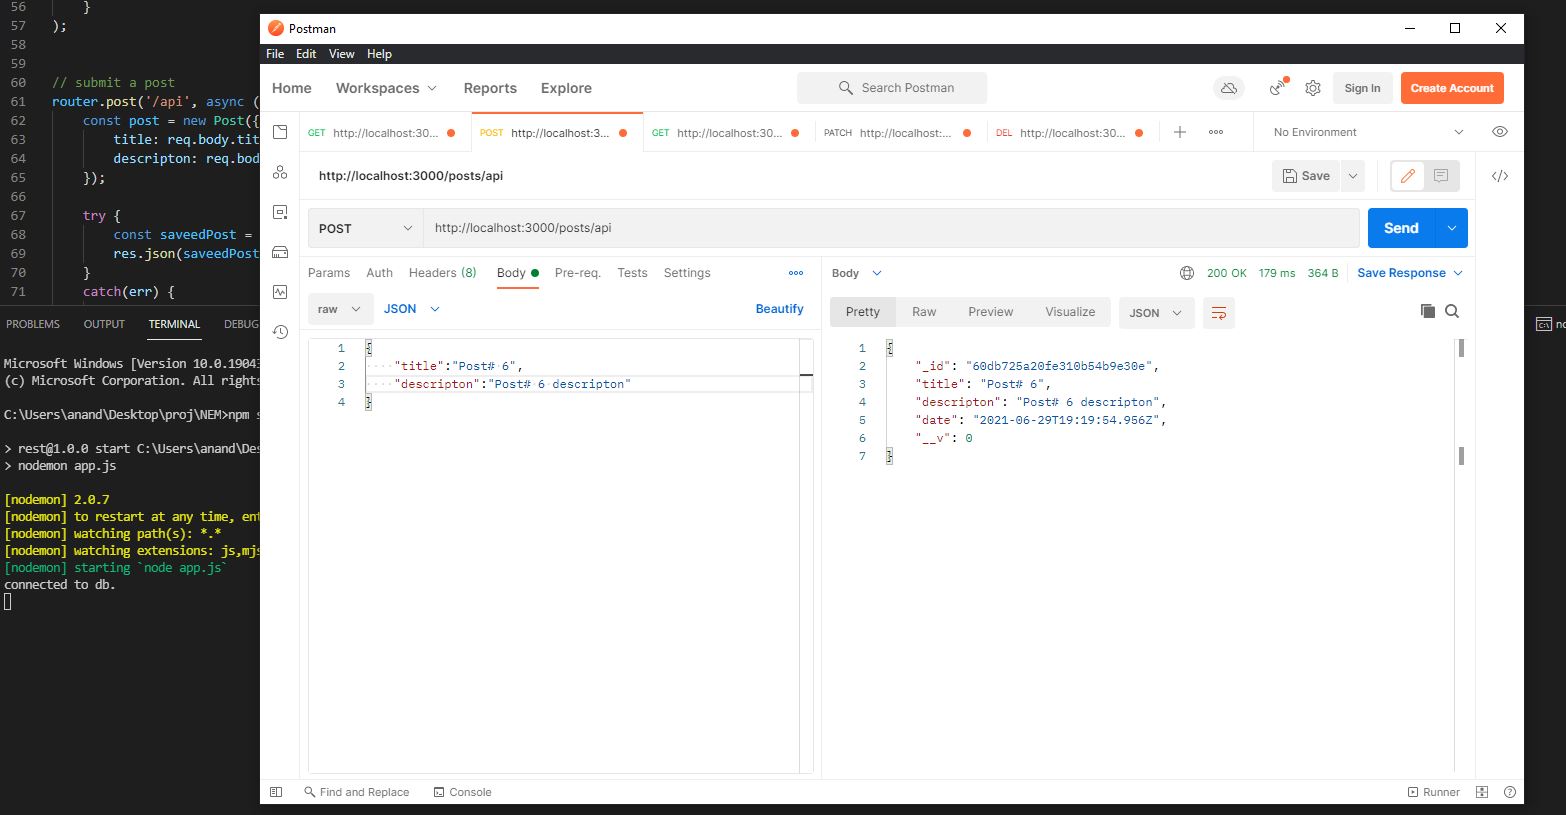 56 }
57 );
58
59
60 // submit a post
61 router.post('/api', async (
62 const post = new Post({
63 title: req.body.tit
64 descripton: req.bod
65 });
66
67 try {
68 const saveedPost =
69 res.json(saveedPost
70 }
71 catch(err) {
PROBLEMS OUTPUT TERMINAL DEBUG
Microsoft Windows [Version 10.0.19043
(c) Microsoft Corporation. All rights
C:\Users\anand\Desktop\proj\NEM>npm s
> rest@1.0.0 start C:\Users\anand\Des
> nodemon app.js
[nodemon] 2.0.7
[nodemon] to restart at any time, ent
[nodemon] watching path(s): *.*
[nodemon] watching extensions: js,mjs
[nodemon] starting `node app.js`
connected to db.
Postman
File Edit View Help
Home Workspaces Reports Explore Search Postman Sign In Create Account
GET http://localhost:30... POST http://localhost:3... GET http://localhost:30... PATCH http://localhost:... DEL http://localhost:30... No Environment
http://localhost:3000/posts/api Save
POST http://localhost:3000/posts/api Send
Params Auth Headers (8) Body Pre-req. Tests Settings
raw JSON Beautify
1 {
2 "title":"Post# 6",
3 "descripton":"Post# 6 descripton"
4 }
Body 200 OK 179 ms 364 B Save Response
Pretty Raw Preview Visualize JSON
1 {
2 "_id": "60db725a20fe310b54b9e30e",
3 "title": "Post# 6",
4 "descripton": "Post# 6 descripton",
5 "date": "2021-06-29T19:19:54.956Z",
6 "__v": 0
7 }
Find and Replace Console Runner
no